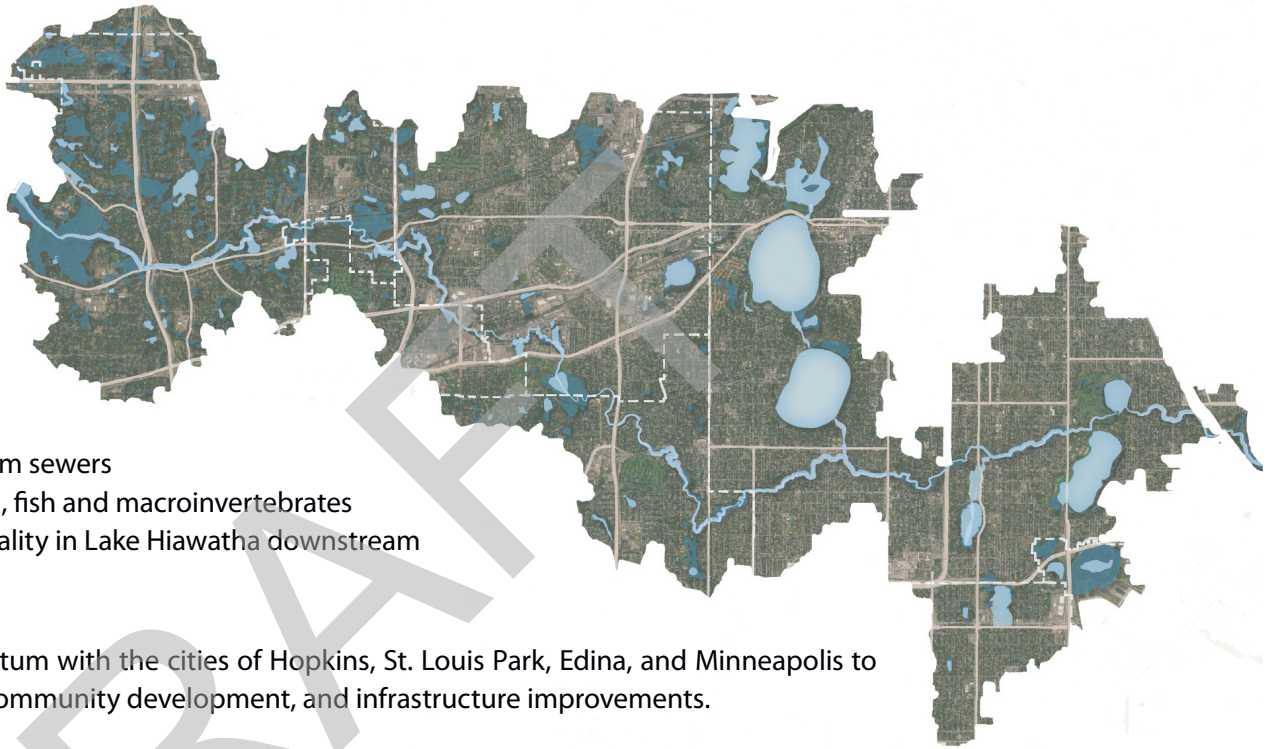 m sewers
, fish and macroinvertebrates
ality in Lake Hiawatha downstream
tum with the cities of Hopkins, St. Louis Park, Edina, and Minneapolis to
ommunity development, and infrastructure improvements.
DRAFT